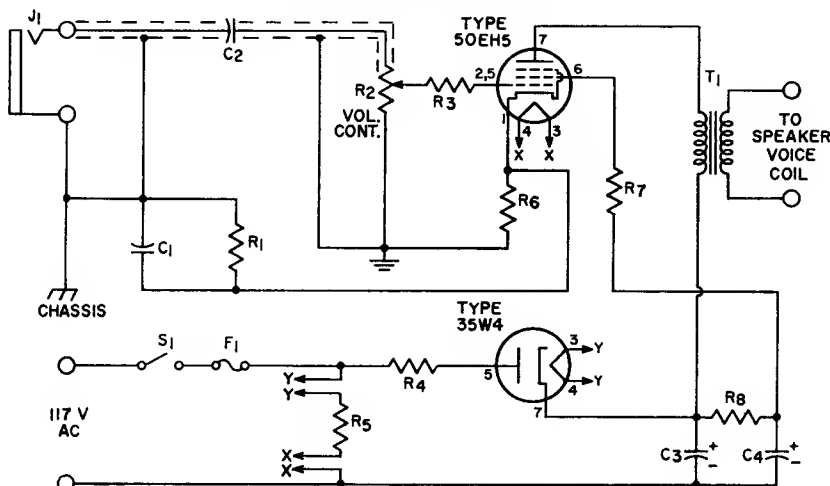 J1
C2
TYPE
50EH5
7
T1
R2
VOL.
CONT.
R3
2,5
6
1
4
3
X
X
TO
SPEAKER
VOICE
COIL
R7
R6
C1
R1
CHASSIS
TYPE
35W4
S1
F1
3
Y
5
4
Y
7
R4
Y
Y
R5
X
X
117 V
AC
R8
C3
+
−
C4
+
−